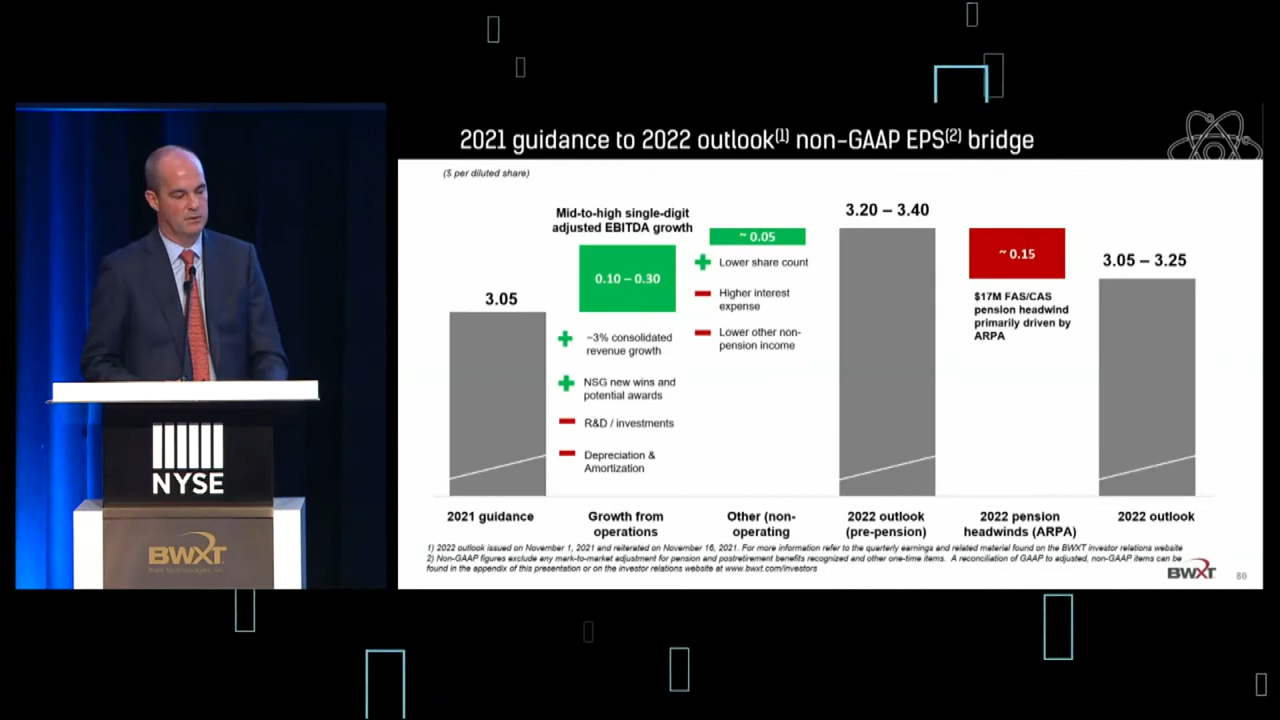 2021 guidance to 2022 outlook(1) non-GAAP EPS(2) bridge
($ per diluted share)
Mid-to-high single-digit
adjusted EBITDA growth
3.05
0.10 – 0.30
~3% consolidated
revenue growth
NSG new wins and
potential awards
R&D / investments
Depreciation &
Amortization
~ 0.05
Lower share count
Higher interest
expense
Lower other non-
pension income
3.20 – 3.40
~ 0.15
$17M FAS/CAS
pension headwind
primarily driven by
ARPA
3.05 – 3.25
2021 guidance
Growth from
operations
Other (non-
operating
2022 outlook
(pre-pension)
2022 pension
headwinds (ARPA)
2022 outlook
1) 2022 outlook issued on November 1, 2021 and reiterated on November 16, 2021. For more information refer to the quarterly earnings and related material found on the BWXT investor relations website
2) Non-GAAP figures exclude any mark-to-market adjustment for pension and postretirement benefits recognized and other one-time items. A reconciliation of GAAP to adjusted, non-GAAP items can be
found in the appendix of this presentation or on the investor relations website at www.bwxt.com/investors
BWXT
80
NYSE
BWXT